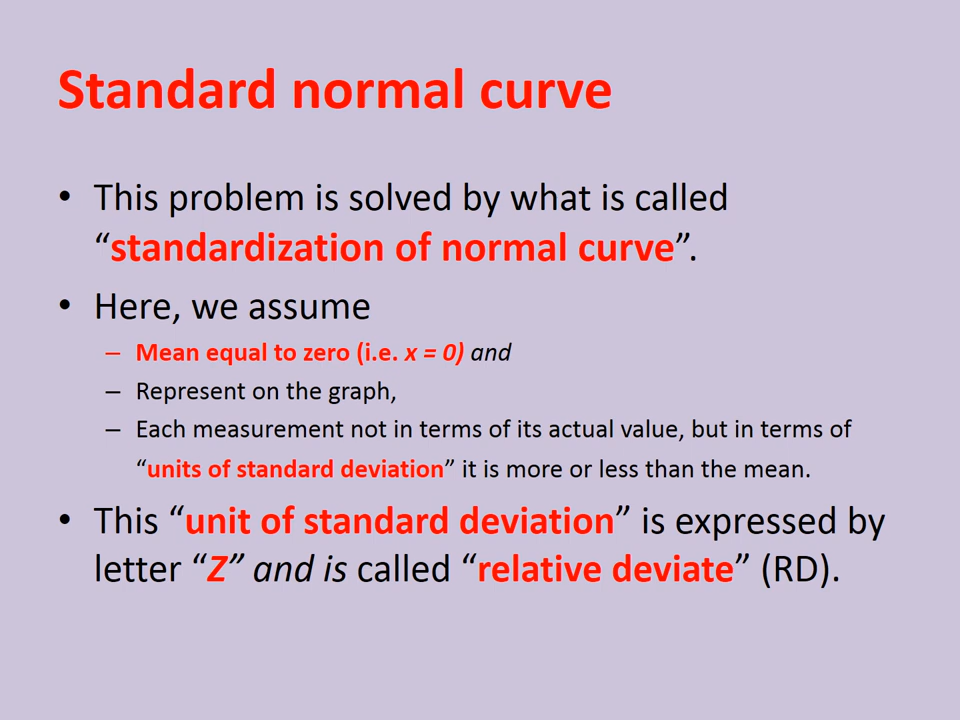 Standard normal curve
• This problem is solved by what is called
“standardization of normal curve”.
• Here, we assume
– Mean equal to zero (i.e. x = 0) and
– Represent on the graph,
– Each measurement not in terms of its actual value, but in terms of
“units of standard deviation” it is more or less than the mean.
• This “unit of standard deviation” is expressed by
letter “Z” and is called “relative deviate” (RD).